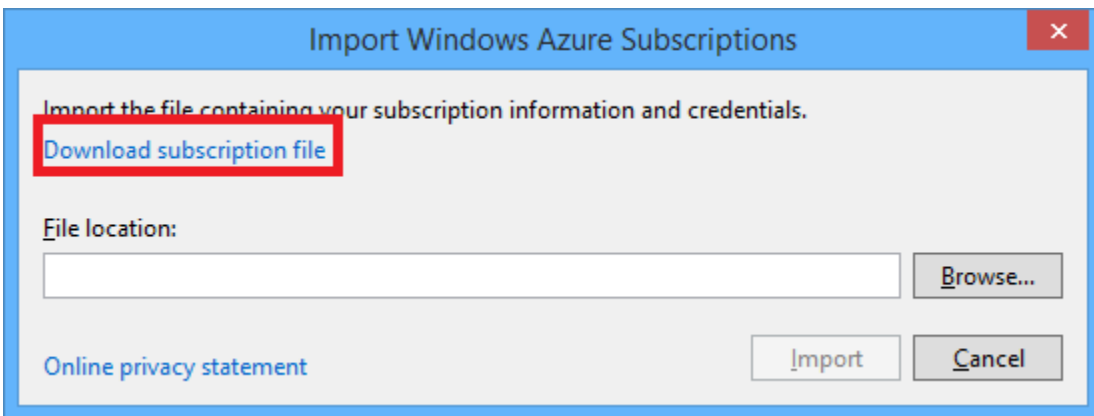 Import Windows Azure Subscriptions
Import the file containing your subscription information and credentials.
Download subscription file
File location:
Browse...
Online privacy statement
Import
Cancel